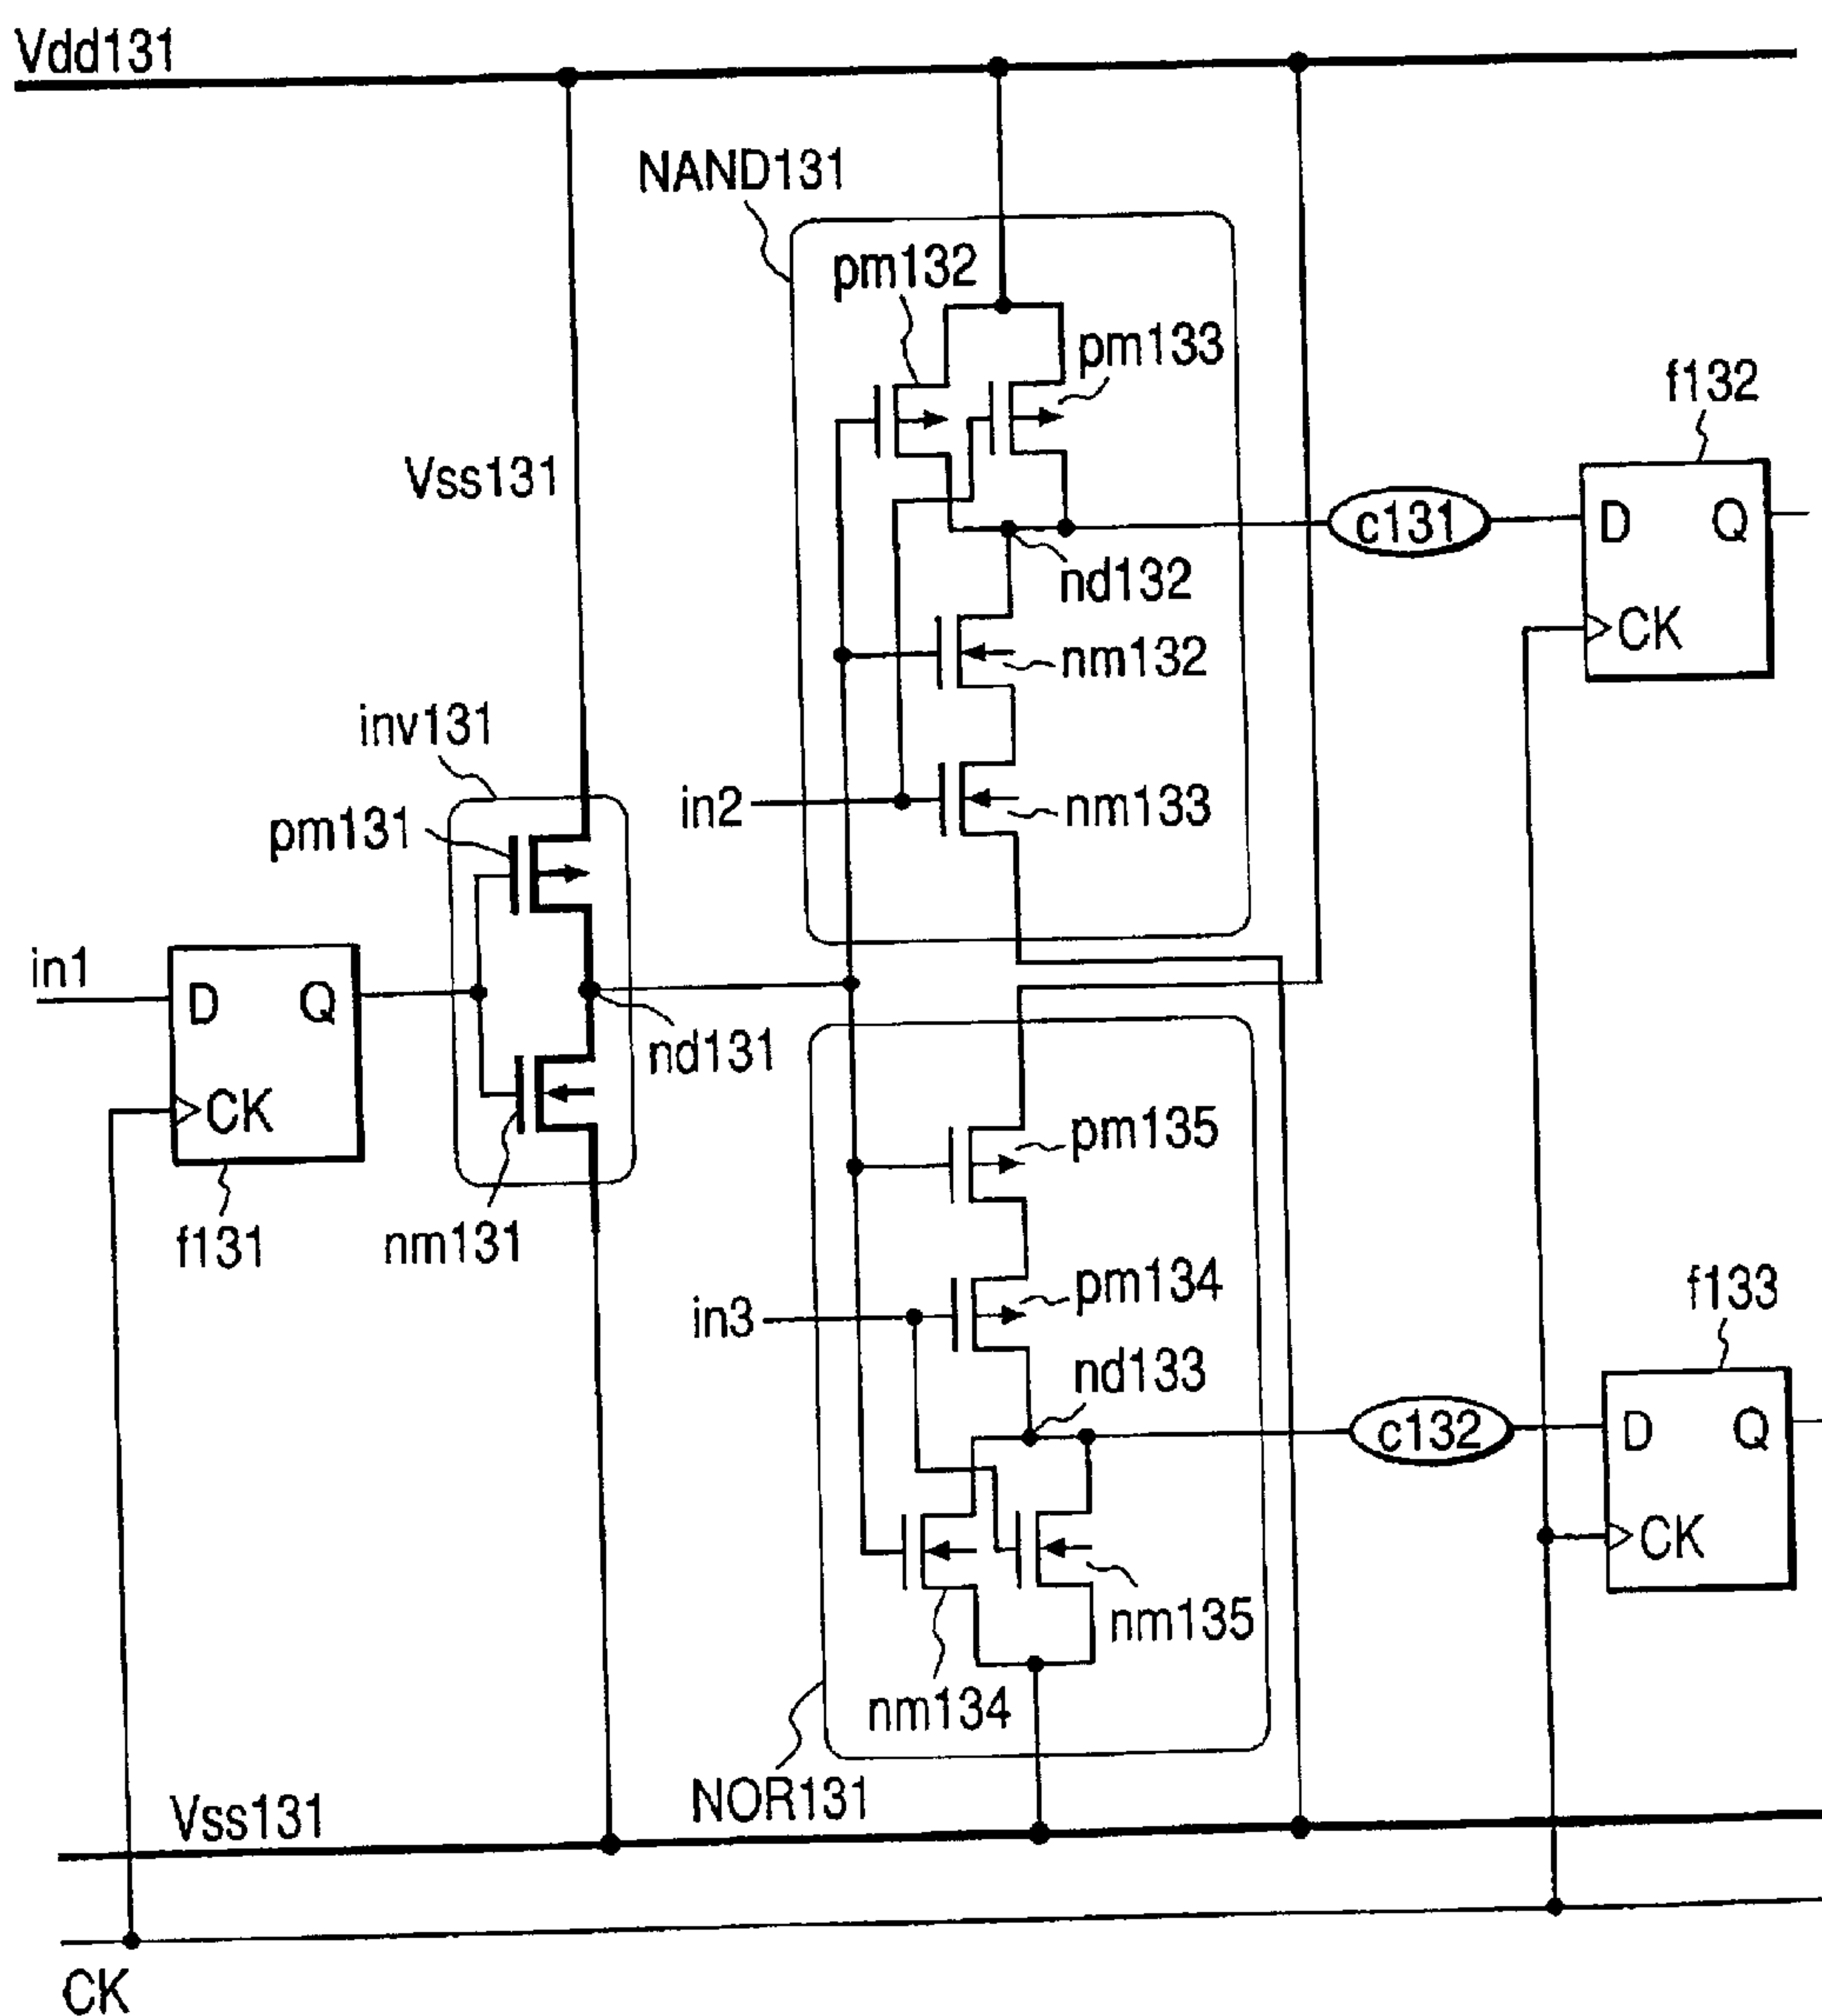 Vdd131
NAND131
pm132
pm133
f132
Vss131
c131
D Q
nd132
CK
nm132
inv131
in2
nm133
pm131
in1
D Q
nd131
CK
pm135
f131
nm131
pm134
f133
in3
nd133
c132
D Q
CK
nm135
nm134
NOR131
Vss131
CK